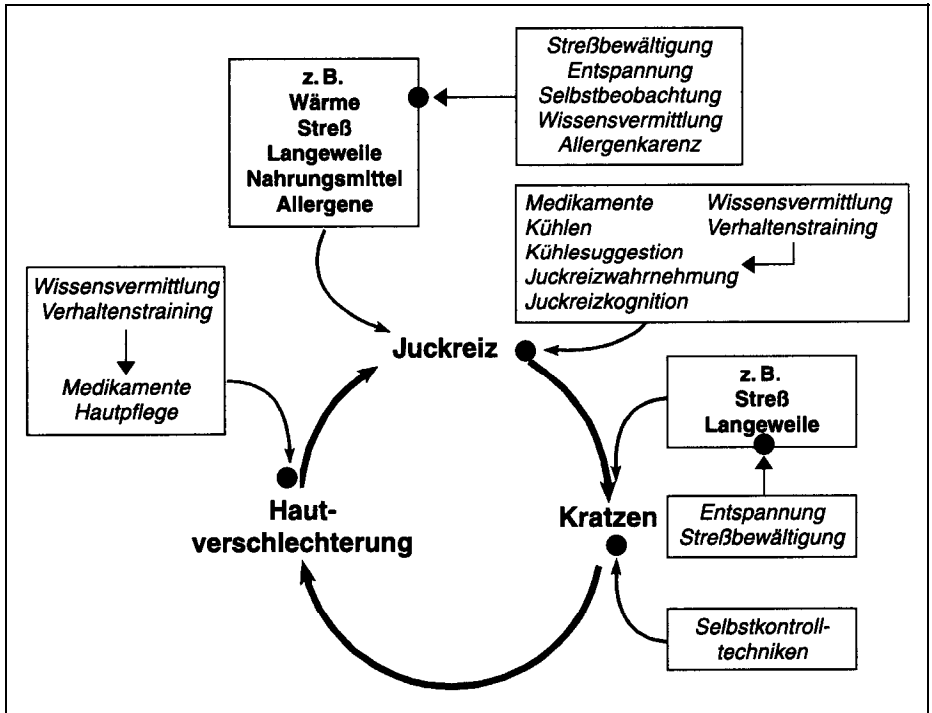 Streßbewältigung
Entspannung
Selbstbeobachtung
Wissensvermittlung
Allergenkarenz
z. B.
Wärme
Streß
Langeweile
Nahrungsmittel
Allergene
Medikamente Wissensvermittlung
Kühlen Verhaltenstraining
Kühlesuggestion
Juckreizwahrnehmung
Juckreizkognition
Wissensvermittlung
Verhaltenstraining
Medikamente
Hautpflege
Juckreiz
z. B.
Streß
Langeweile
Haut-
verschlechterung
Kratzen
Entspannung
Streßbewältigung
Selbstkontroll-
techniken